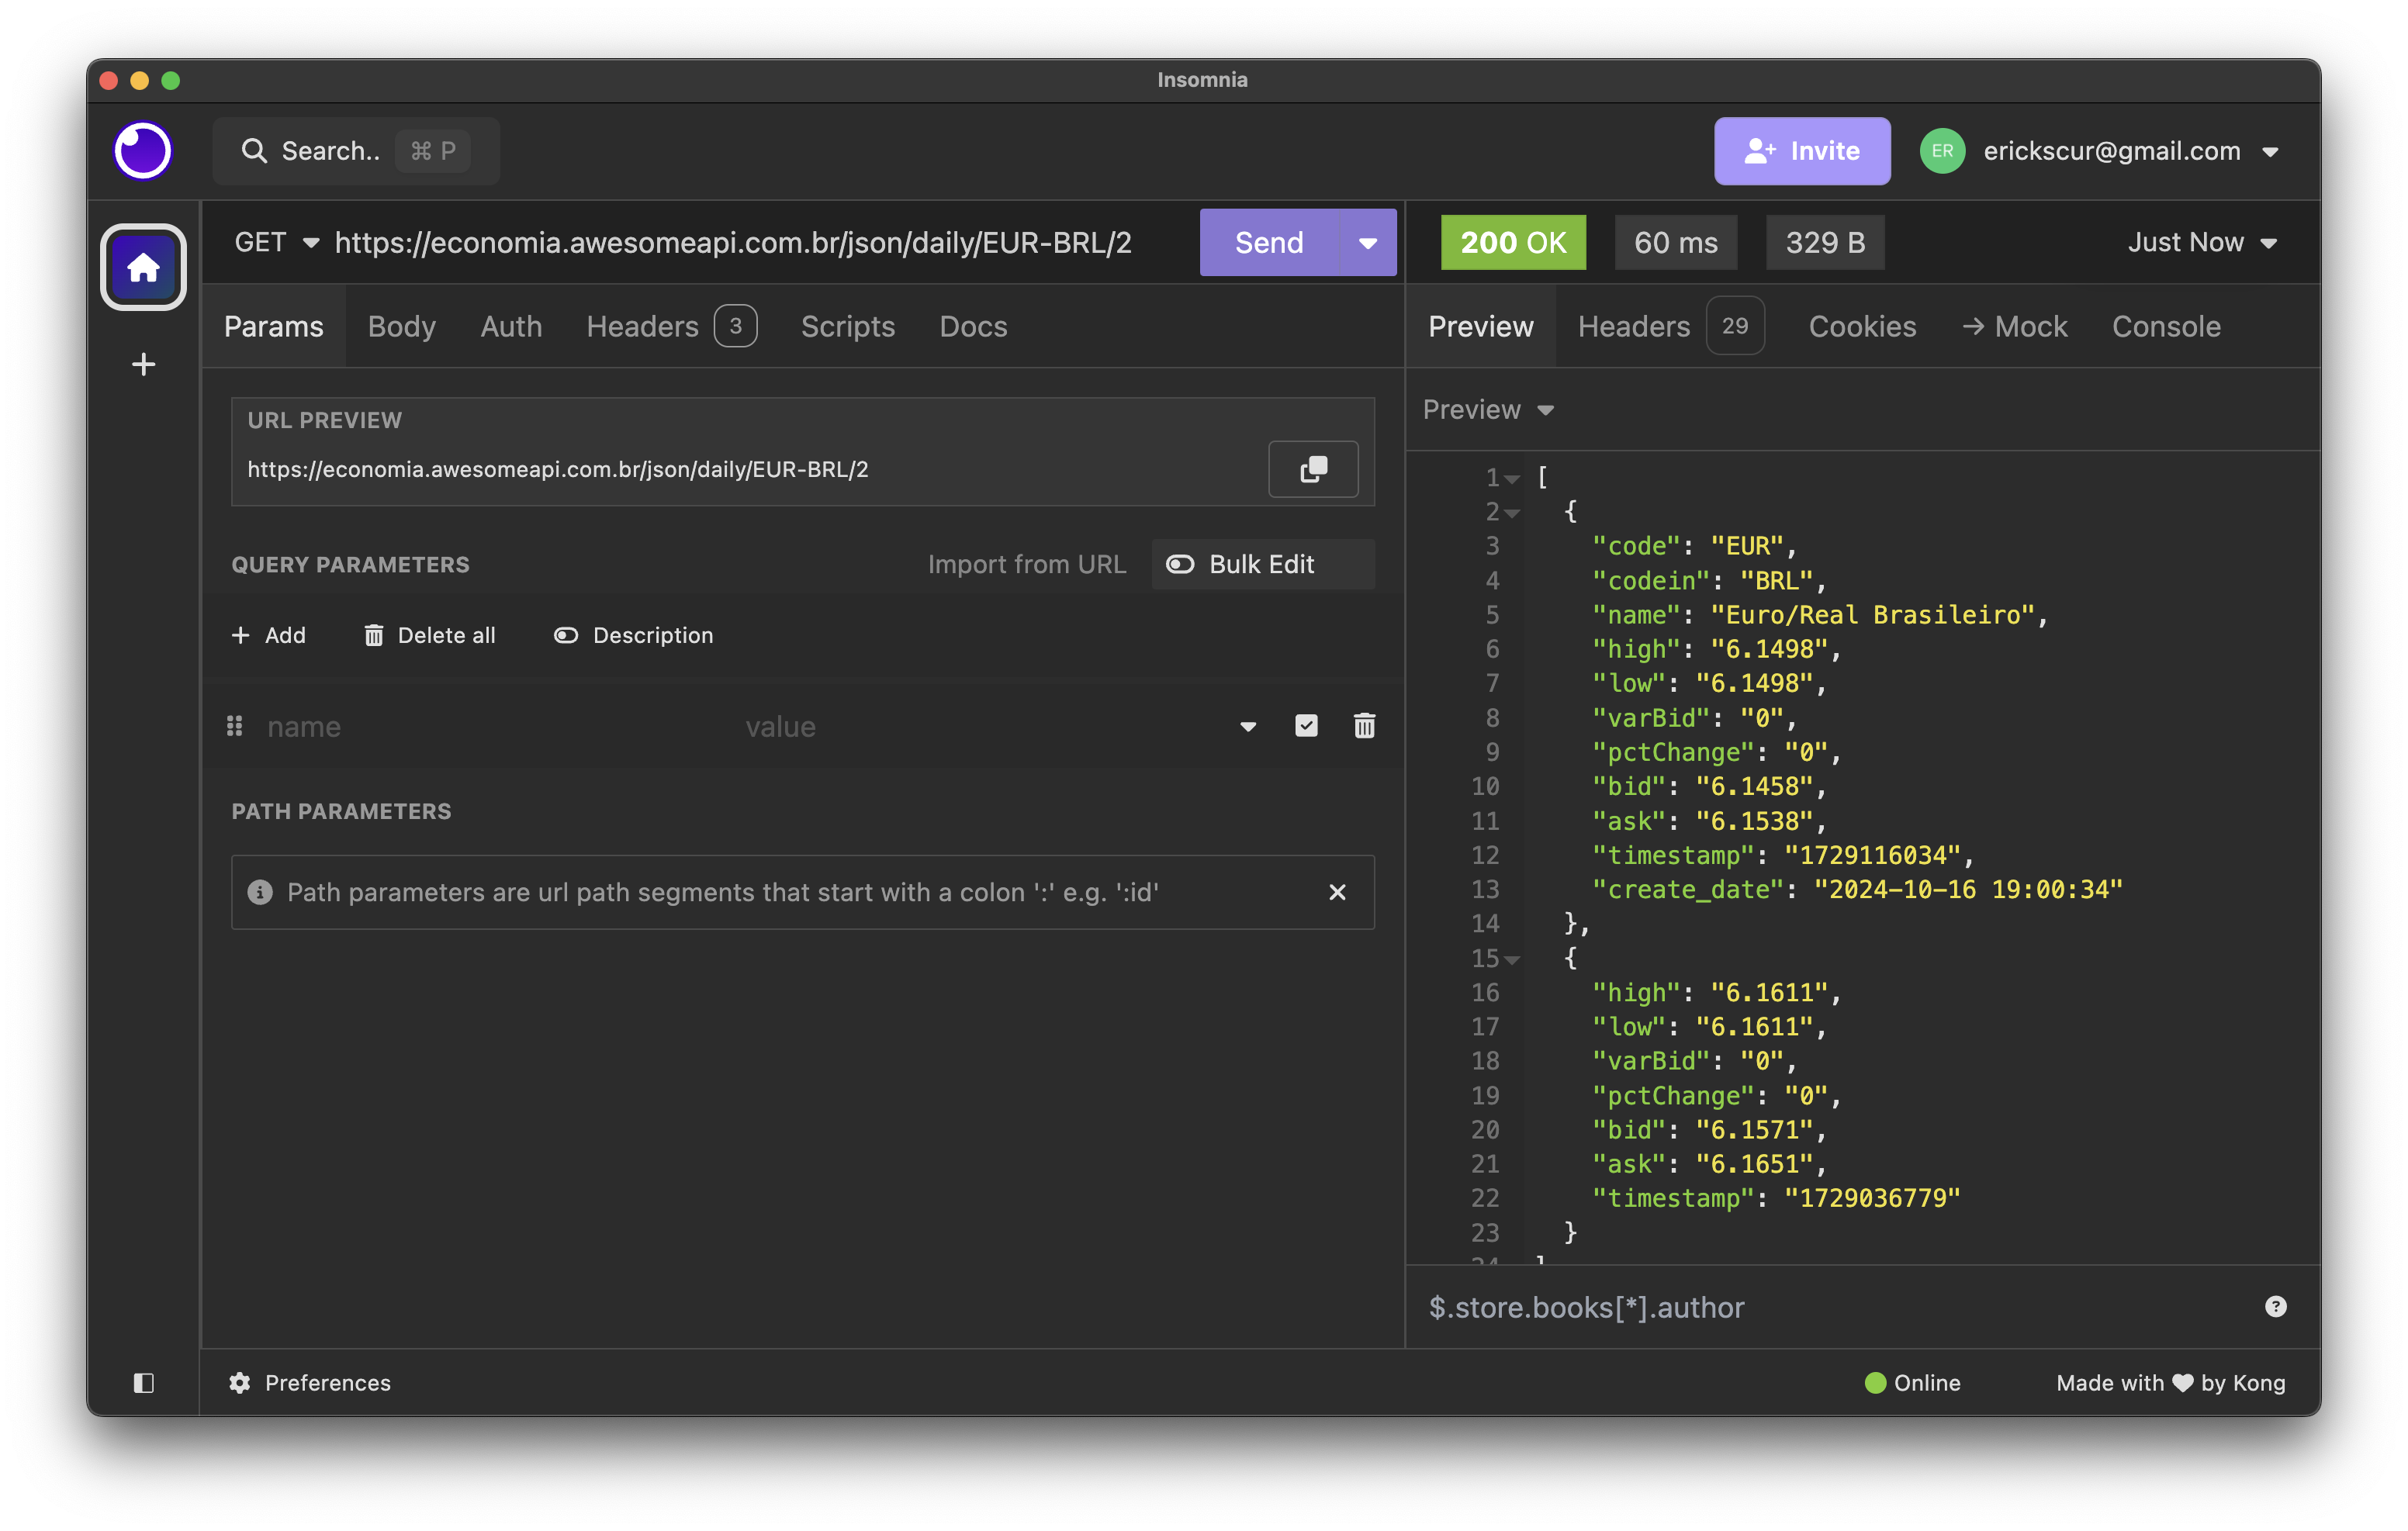 Insomnia
Search.. ⌘ P
Invite
ER
erickscur@gmail.com
GET https://economia.awesomeapi.com.br/json/daily/EUR-BRL/2
Send
200 OK
60 ms
329 B
Just Now
Params Body Auth Headers 3 Scripts Docs
Preview Headers 29 Cookies → Mock Console
URL PREVIEW
https://economia.awesomeapi.com.br/json/daily/EUR-BRL/2
QUERY PARAMETERS
Import from URL
Bulk Edit
+ Add
Delete all
Description
name
value
PATH PARAMETERS
Path parameters are url path segments that start with a colon ':' e.g. ':id'
Preview
1 [
2 {
3 "code": "EUR",
4 "codein": "BRL",
5 "name": "Euro/Real Brasileiro",
6 "high": "6.1498",
7 "low": "6.1498",
8 "varBid": "0",
9 "pctChange": "0",
10 "bid": "6.1458",
11 "ask": "6.1538",
12 "timestamp": "1729116034",
13 "create_date": "2024-10-16 19:00:34"
14 },
15 {
16 "high": "6.1611",
17 "low": "6.1611",
18 "varBid": "0",
19 "pctChange": "0",
20 "bid": "6.1571",
21 "ask": "6.1651",
22 "timestamp": "1729036779"
23 }
24 ]
$.store.books[*].author
Preferences
Online
Made with ♥ by Kong